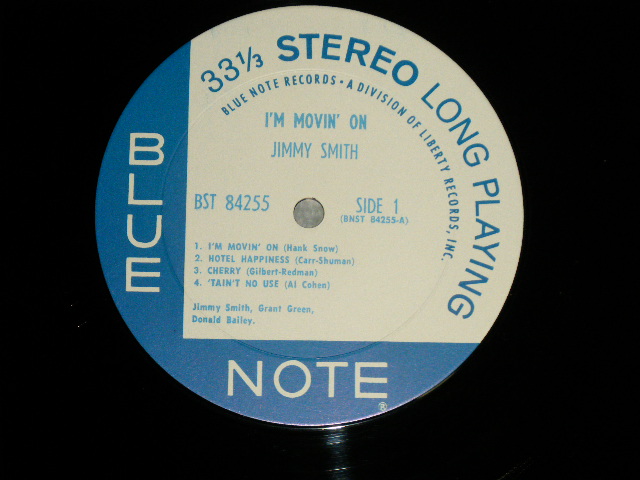 33⅓ STEREO LONG PLAYING
BLUE NOTE RECORDS • A DIVISION OF LIBERTY RECORDS, INC.
I'M MOVIN' ON
JIMMY SMITH
BST 84255
SIDE 1
(BNST 84255-A)
1. I'M MOVIN' ON (Hank Snow)
2. HOTEL HAPPINESS (Carr-Shuman)
3. CHERRY (Gilbert-Redman)
4. 'TAIN'T NO USE (Al Cohen)
Jimmy Smith, Grant Green,
Donald Bailey.
BLUE
NOTE®